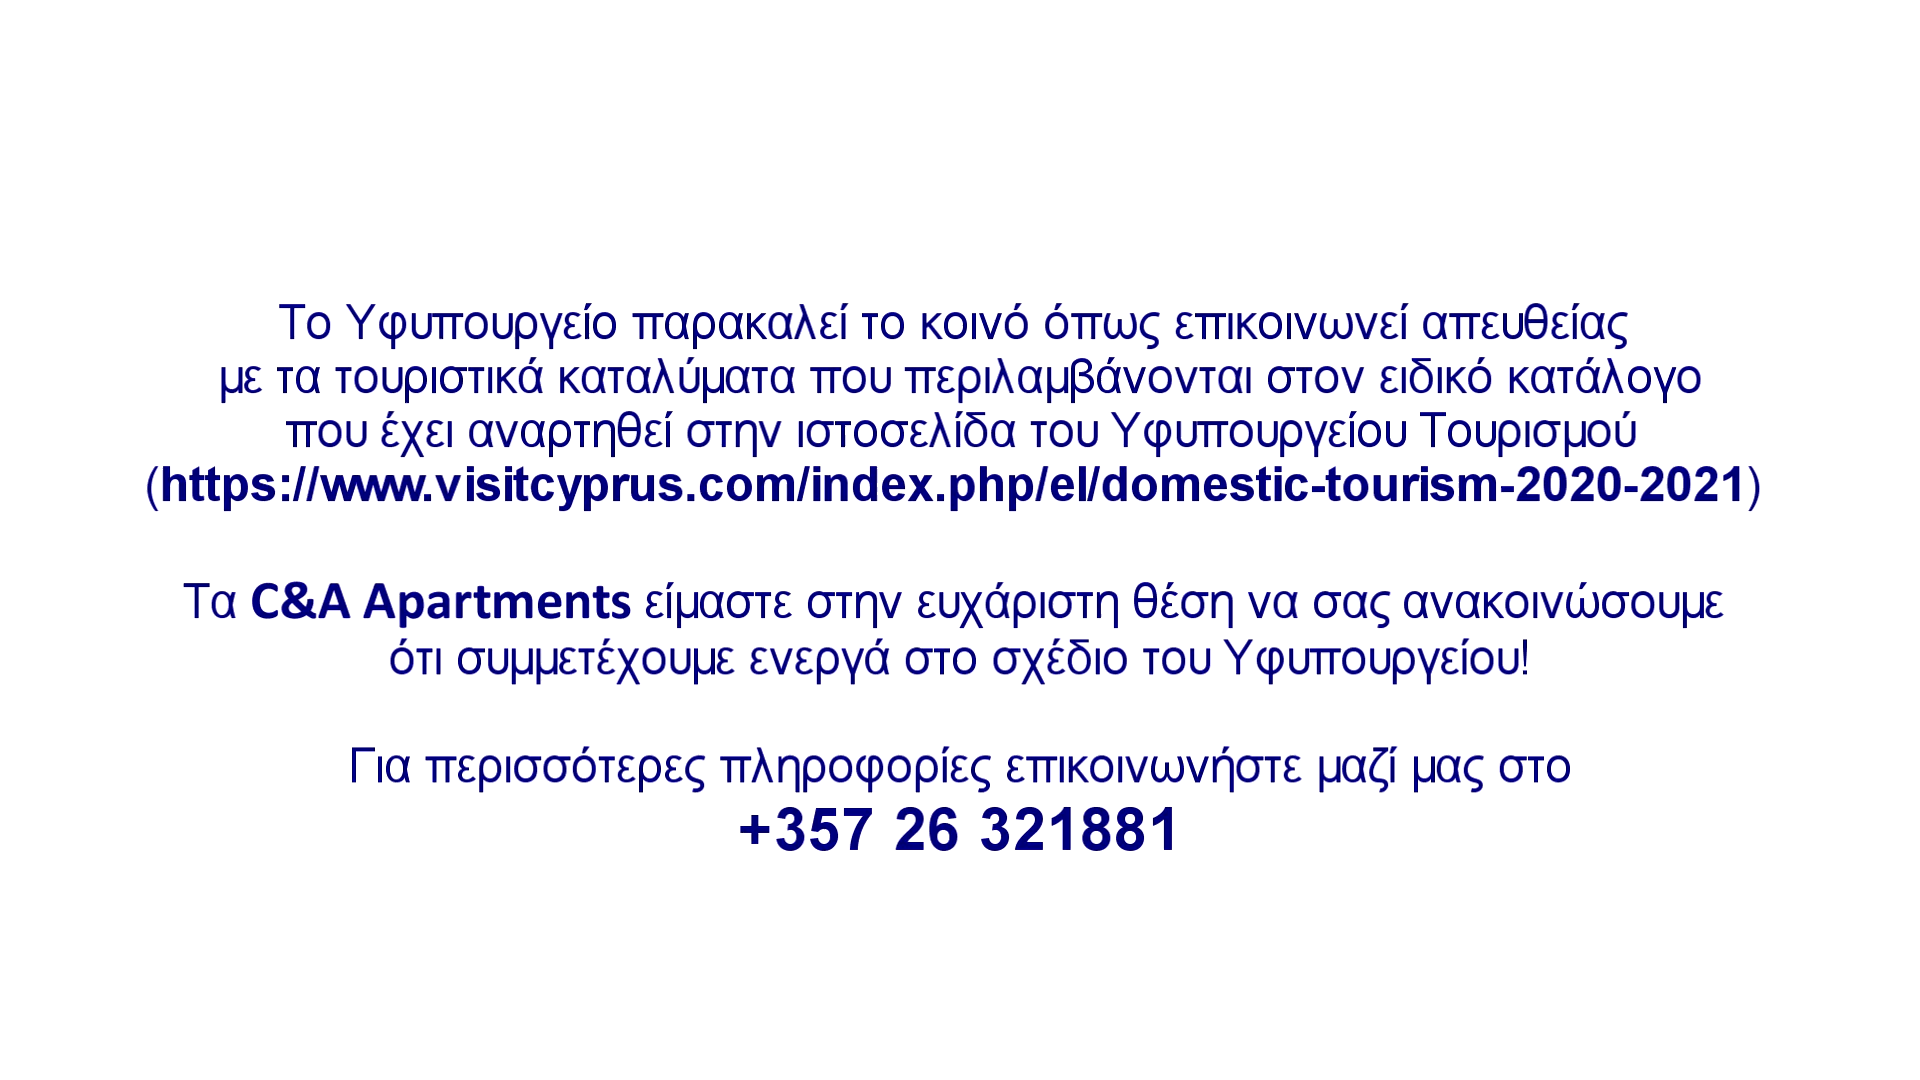 Το Υφυπουργείο παρακαλεί το κοινό όπως επικοινωνεί απευθείας
με τα τουριστικά καταλύματα που περιλαμβάνονται στον ειδικό κατάλογο
που έχει αναρτηθεί στην ιστοσελίδα του Υφυπουργείου Τουρισμού
(https://www.visitcyprus.com/index.php/el/domestic-tourism-2020-2021)
Τα C&A Apartments είμαστε στην ευχάριστη θέση να σας ανακοινώσουμε
ότι συμμετέχουμε ενεργά στο σχέδιο του Υφυπουργείου!
Για περισσότερες πληροφορίες επικοινωνήστε μαζί μας στο
+357 26 321881